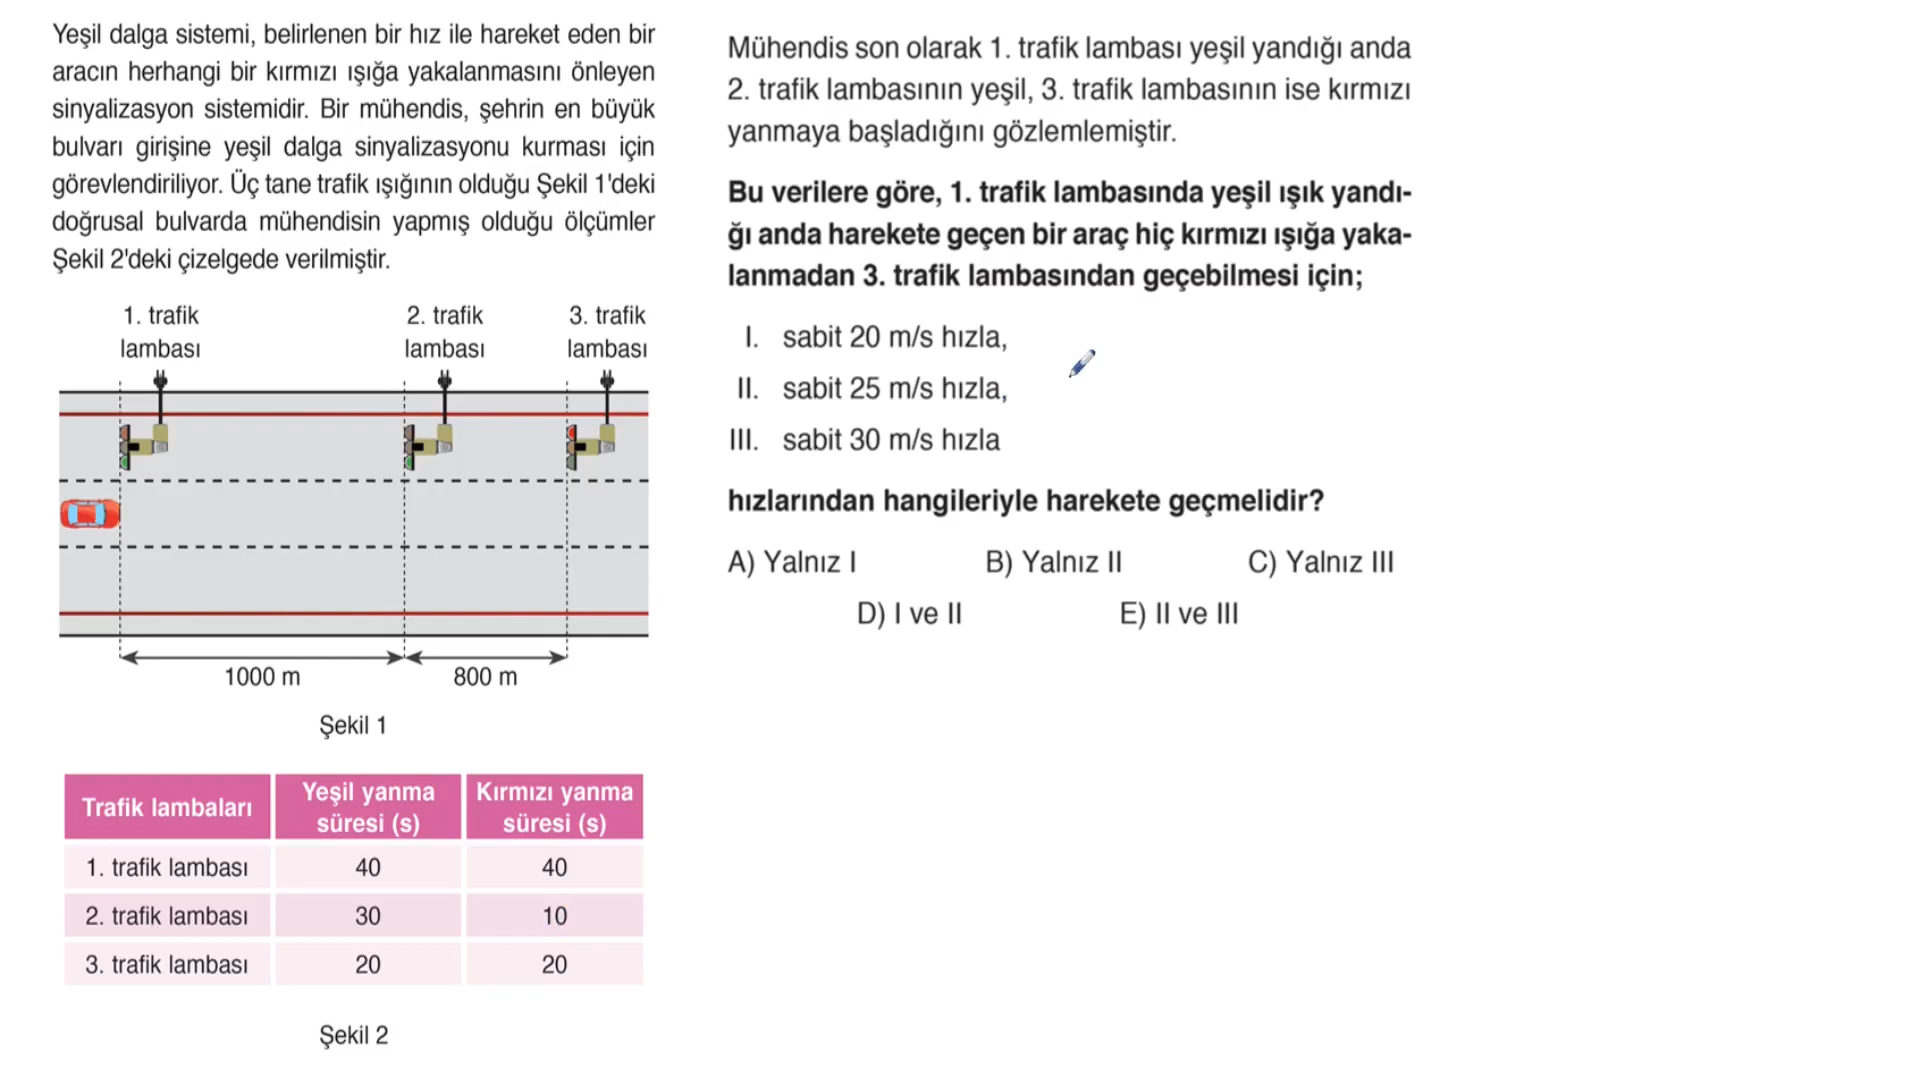 Yeşil dalga sistemi, belirlenen bir hız ile hareket eden bir
aracın herhangi bir kırmızı ışığa yakalanmasını önleyen
sinyalizasyon sistemidir. Bir mühendis, şehrin en büyük
bulvarı girişine yeşil dalga sinyalizasyonu kurması için
görevlendiriliyor. Üç tane trafik ışığının olduğu Şekil 1'deki
doğrusal bulvarda mühendisin yapmış olduğu ölçümler
Şekil 2'deki çizelgede verilmiştir.
1. trafik lambası
2. trafik lambası
3. trafik lambası
1000 m
800 m
Şekil 1
Trafik lambaları
Yeşil yanma süresi (s)
Kırmızı yanma süresi (s)
1. trafik lambası 40 40
2. trafik lambası 30 10
3. trafik lambası 20 20
Şekil 2
Mühendis son olarak 1. trafik lambası yeşil yandığı anda
2. trafik lambasının yeşil, 3. trafik lambasının ise kırmızı
yanmaya başladığını gözlemlemiştir.
Bu verilere göre, 1. trafik lambasında yeşil ışık yandı-
ğı anda harekete geçen bir araç hiç kırmızı ışığa yaka-
lanmadan 3. trafik lambasından geçebilmesi için;
I. sabit 20 m/s hızla,
II. sabit 25 m/s hızla,
III. sabit 30 m/s hızla
hızlarından hangileriyle harekete geçmelidir?
A) Yalnız I B) Yalnız II C) Yalnız III
D) I ve II E) II ve III